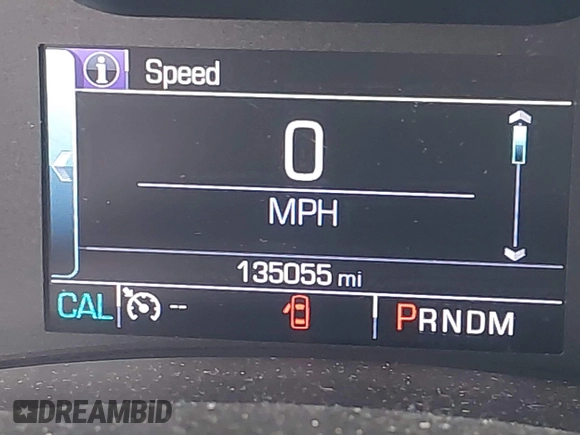 Speed
0
MPH
135055 mi
CAL -- PRNDM
DREAMBID